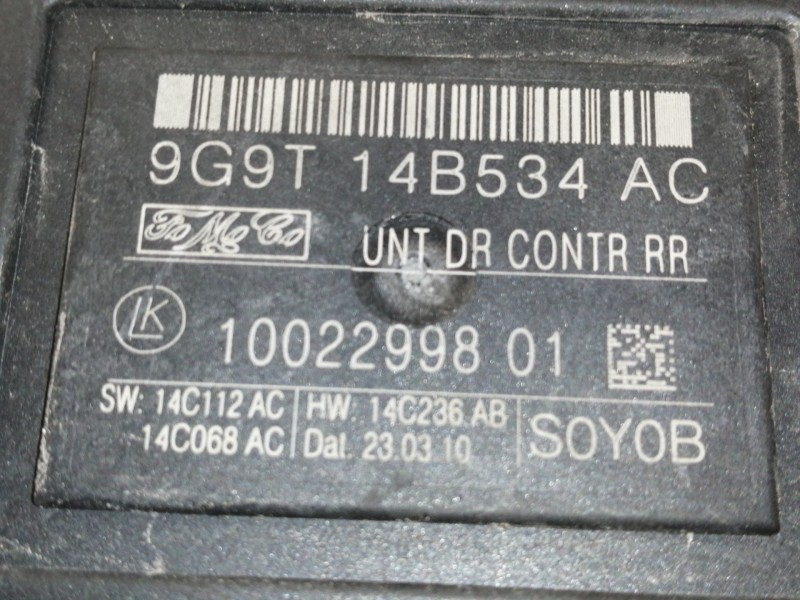 9G9T 14B534 AC
FoMoCo UNT DR CONTR RR
LK 10022998 01
SW: 14C112 AC HW: 14C236 AB
14C068 AC Dat. 23.03.10
SOYOB